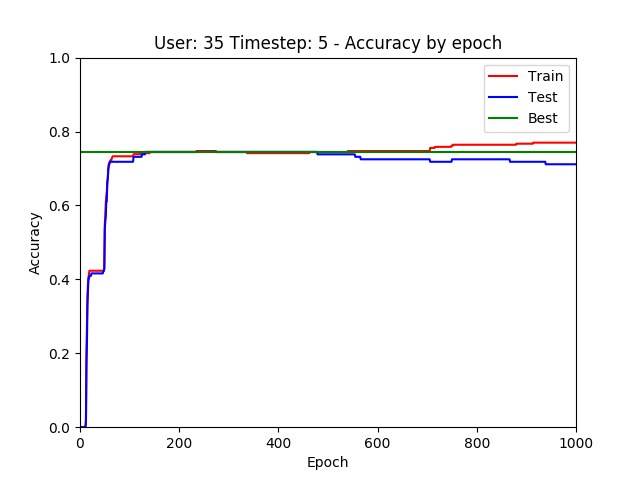 User: 35 Timestep: 5 - Accuracy by epoch
1.0
0.8
0.6
0.4
0.2
0.0
Accuracy
0 200 400 600 800 1000
Epoch
Train
Test
Best